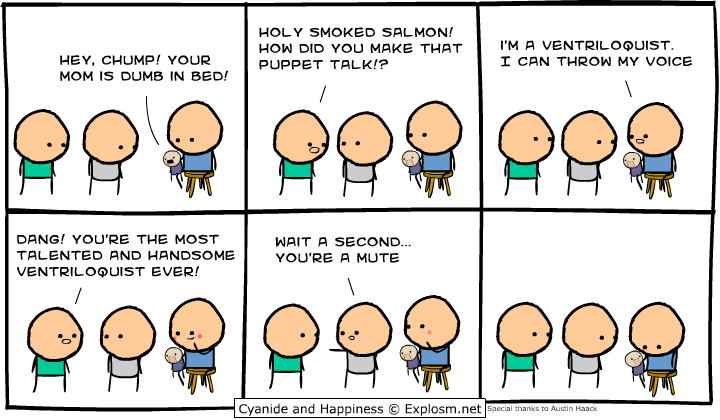 HEY, CHUMP! YOUR
MOM IS DUMB IN BED!
HOLY SMOKED SALMON!
HOW DID YOU MAKE THAT
PUPPET TALK!?
I'M A VENTRILOQUIST.
I CAN THROW MY VOICE
DANG! YOU'RE THE MOST
TALENTED AND HANDSOME
VENTRILOQUIST EVER!
WAIT A SECOND...
YOU'RE A MUTE
Cyanide and Happiness © Explosm.net
Special thanks to Austin Haack